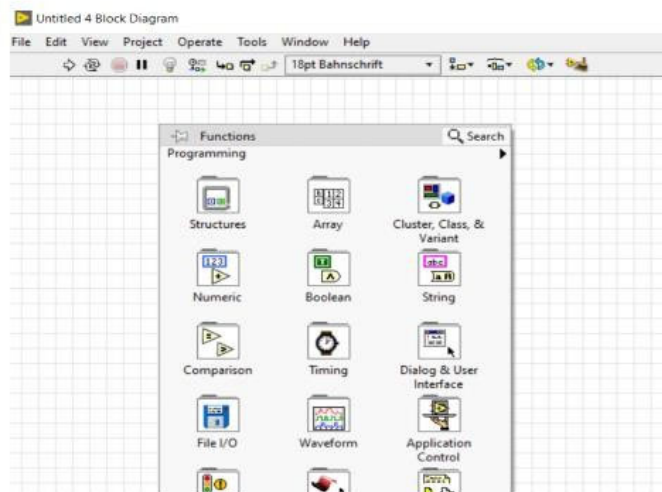 Untitled 4 Block Diagram
File Edit View Project Operate Tools Window Help
18pt Bahnschrift
Functions Search
Programming
Structures Array Cluster, Class, &
Variant
Numeric Boolean String
Comparison Timing Dialog & User
Interface
File I/O Waveform Application
Control